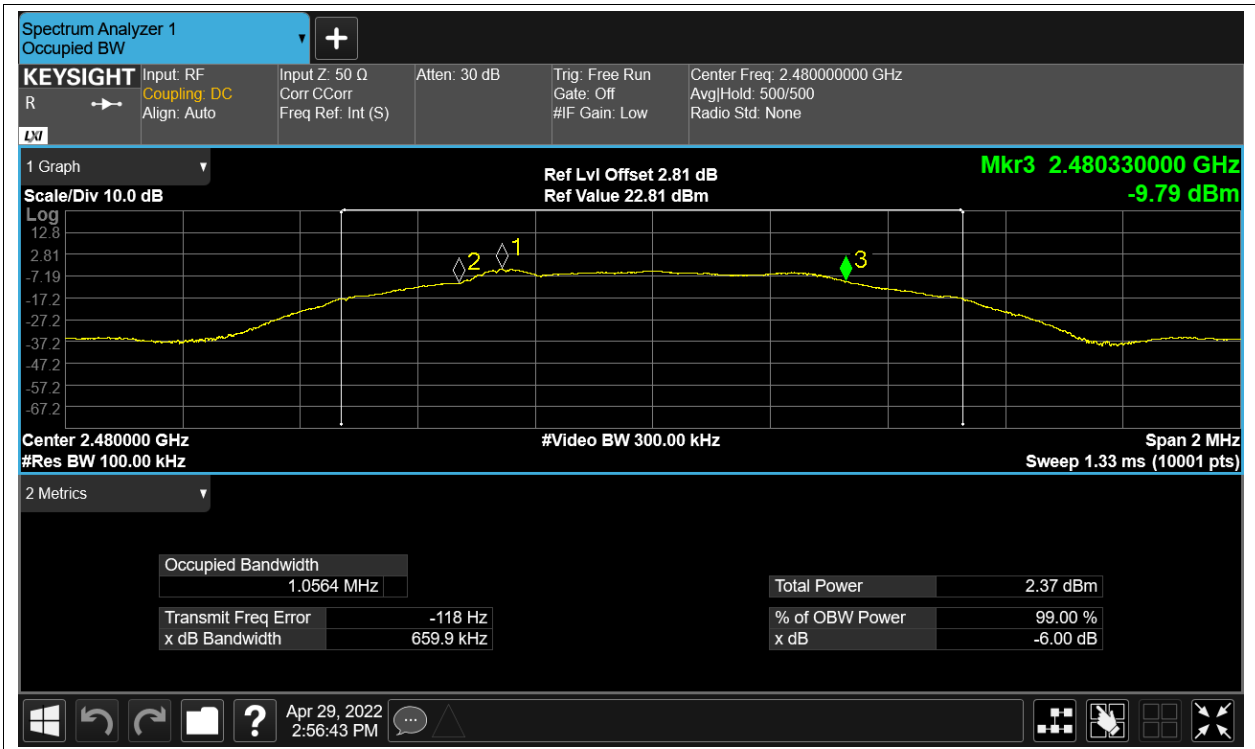 Spectrum Analyzer 1
Occupied BW
KEYSIGHT
R
LXI
Input: RF
Coupling: DC
Align: Auto
Input Z: 50 Ω
Corr CCorr
Freq Ref: Int (S)
Atten: 30 dB
Trig: Free Run
Gate: Off
#IF Gain: Low
Center Freq: 2.480000000 GHz
Avg|Hold: 500/500
Radio Std: None
1 Graph
Scale/Div 10.0 dB
Ref Lvl Offset 2.81 dB
Ref Value 22.81 dBm
Mkr3 2.480330000 GHz
-9.79 dBm
Log
12.8
2.81
-7.19
-17.2
-27.2
-37.2
-47.2
-57.2
-67.2
2
1
3
Center 2.480000 GHz
#Res BW 100.00 kHz
#Video BW 300.00 kHz
Span 2 MHz
Sweep 1.33 ms (10001 pts)
2 Metrics
Occupied Bandwidth
1.0564 MHz
Transmit Freq Error -118 Hz
x dB Bandwidth 659.9 kHz
Total Power 2.37 dBm
% of OBW Power 99.00 %
x dB -6.00 dB
?
Apr 29, 2022
2:56:43 PM